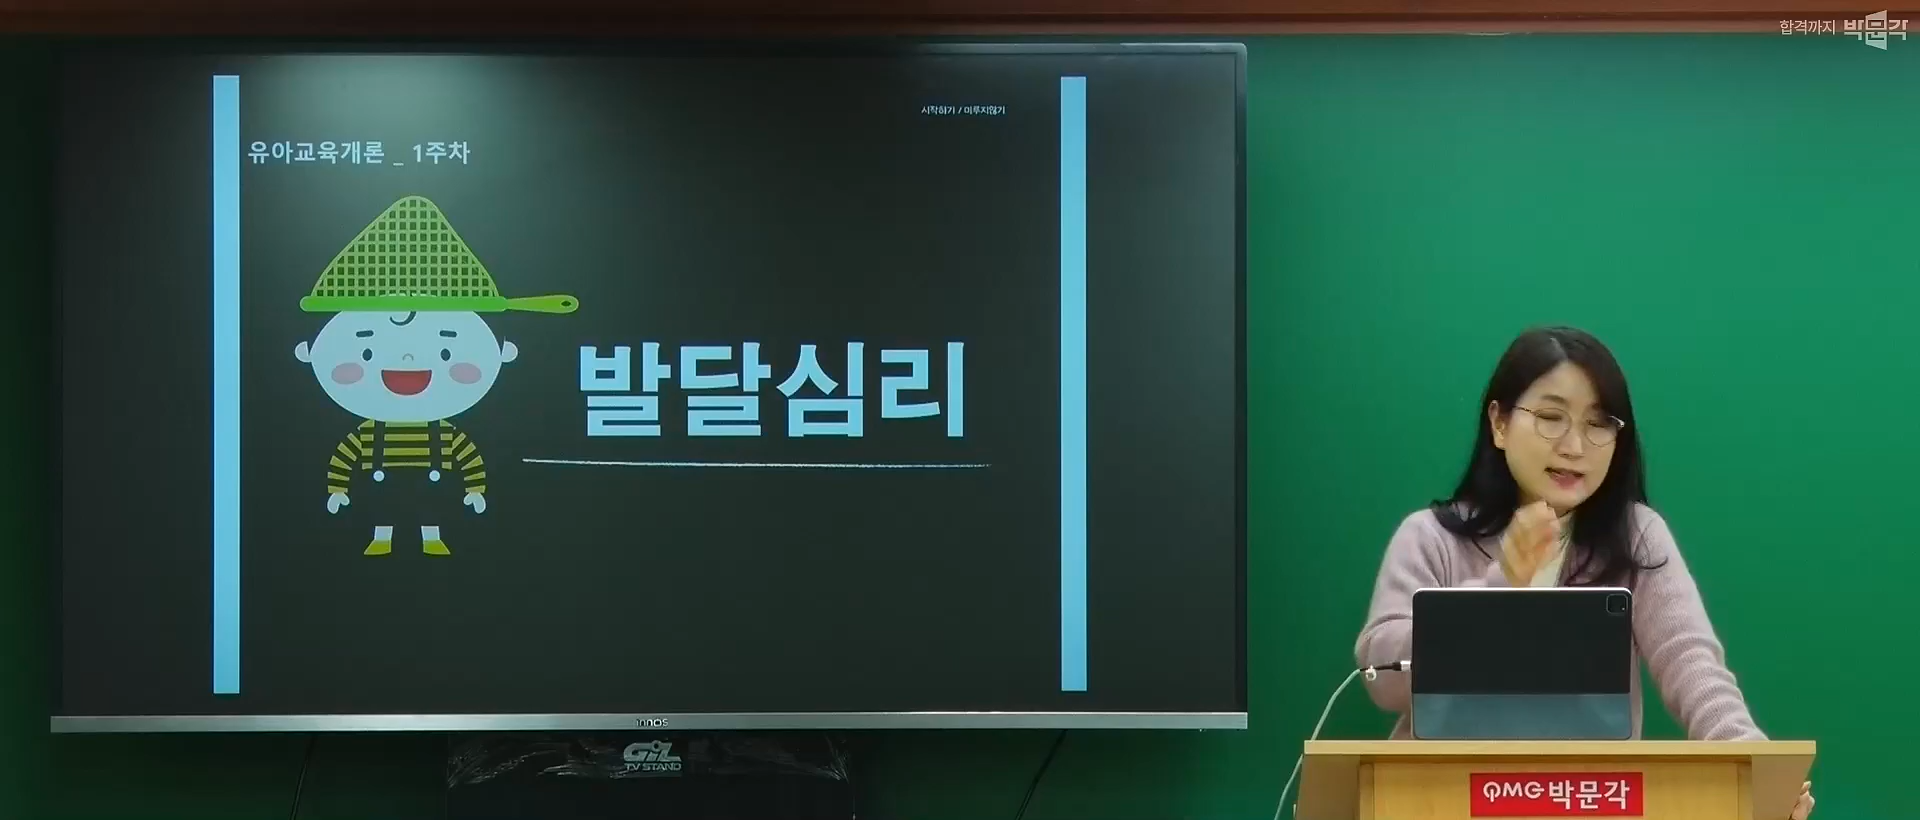 합격까지 박문각
시작하기 / 미루지않기
유아교육개론 _ 1주차
발달심리
innos
GIL
TV STAND
PMG 박문각